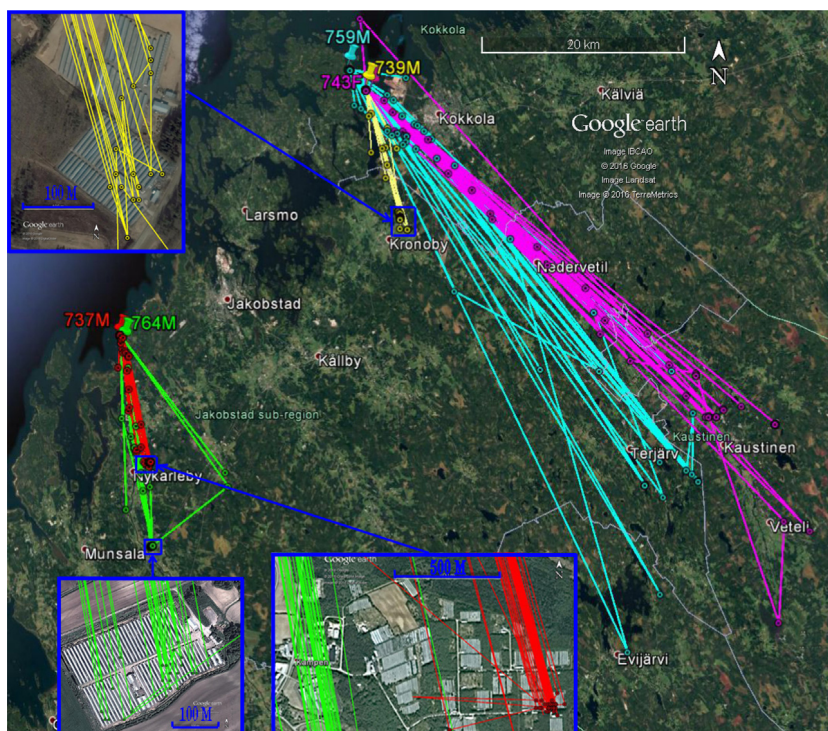 759M
Kokkola
20 km
739M
N
743F
Kälviä
Kokkola
Google earth
Image IBCAO
© 2016 Google
Image Landsat
Image © 2016 TerraMetrics
100 M
Google earth
Larsmo
Kronoby
Nedervetil
Jakobstad
737M
764M
Kållby
Jakobstad sub-region
Kaustinen
Kaustinen
Terjärv
Nykarleby
Veteli
Munsala
Google earth
500 M
Evijärvi
100 M